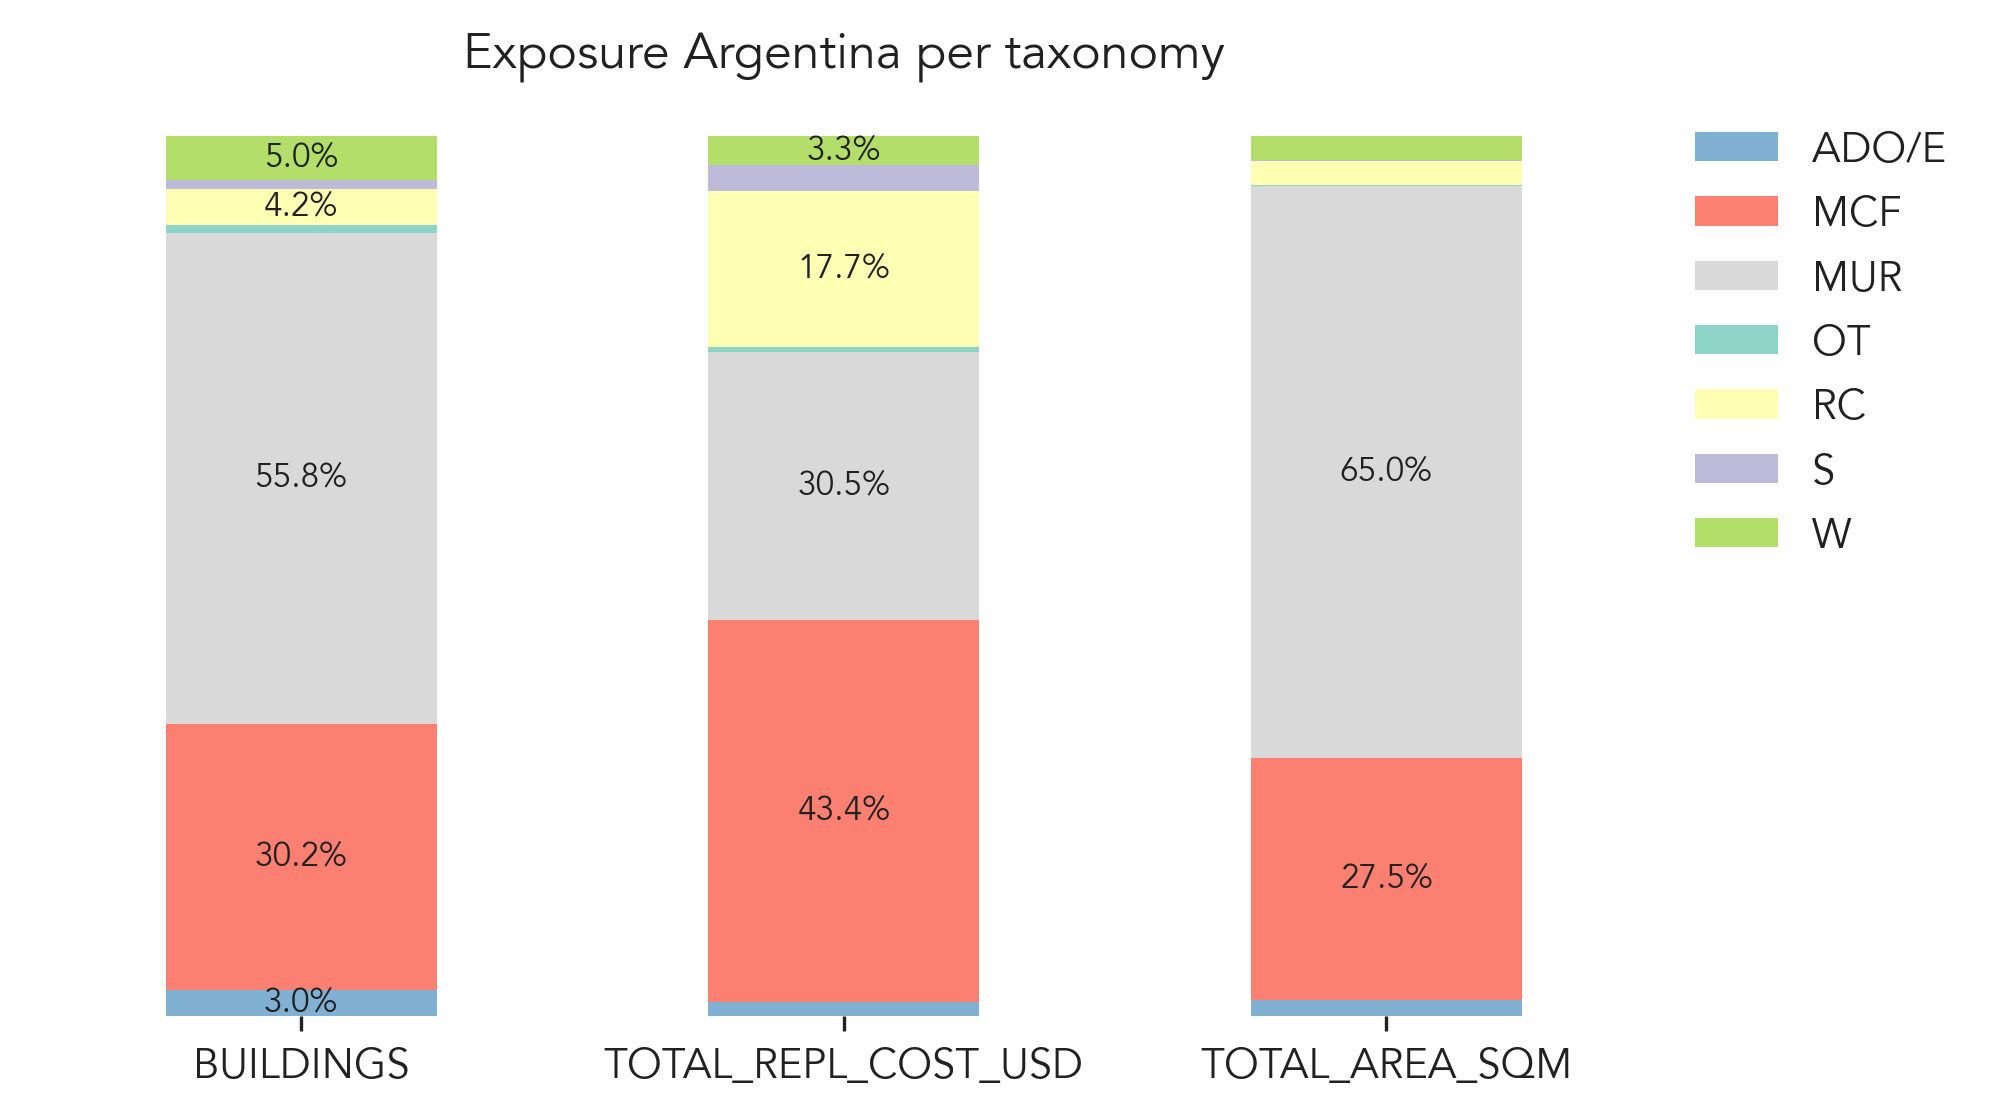 Exposure Argentina per taxonomy
5.0%
4.2%
55.8%
30.2%
3.0%
3.3%
17.7%
30.5%
43.4%
65.0%
27.5%
BUILDINGS
TOTAL_REPL_COST_USD
TOTAL_AREA_SQM
ADO/E
MCF
MUR
OT
RC
S
W